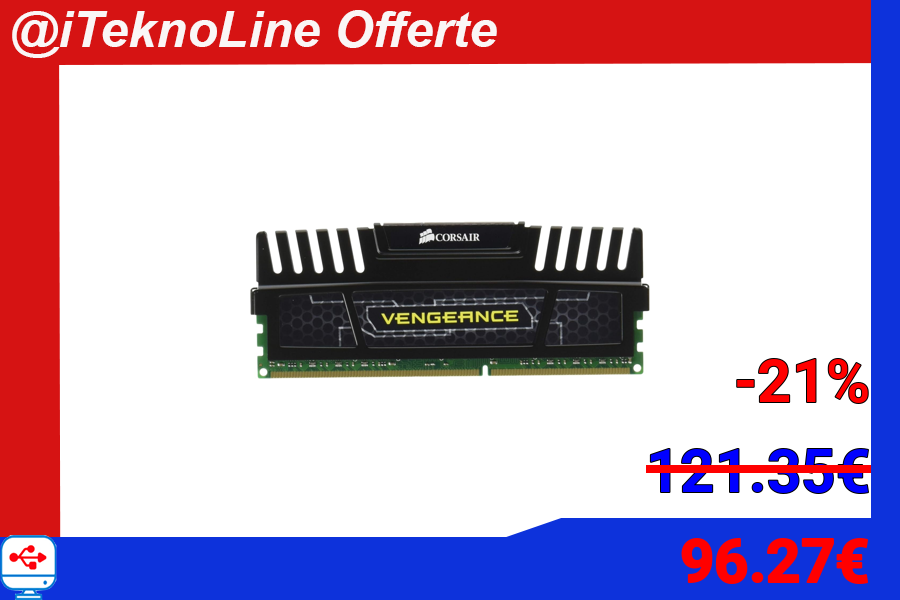 @iTeknoLine Offerte
CORSAIR
VENGEANCE
-21%
121.35€
96.27€